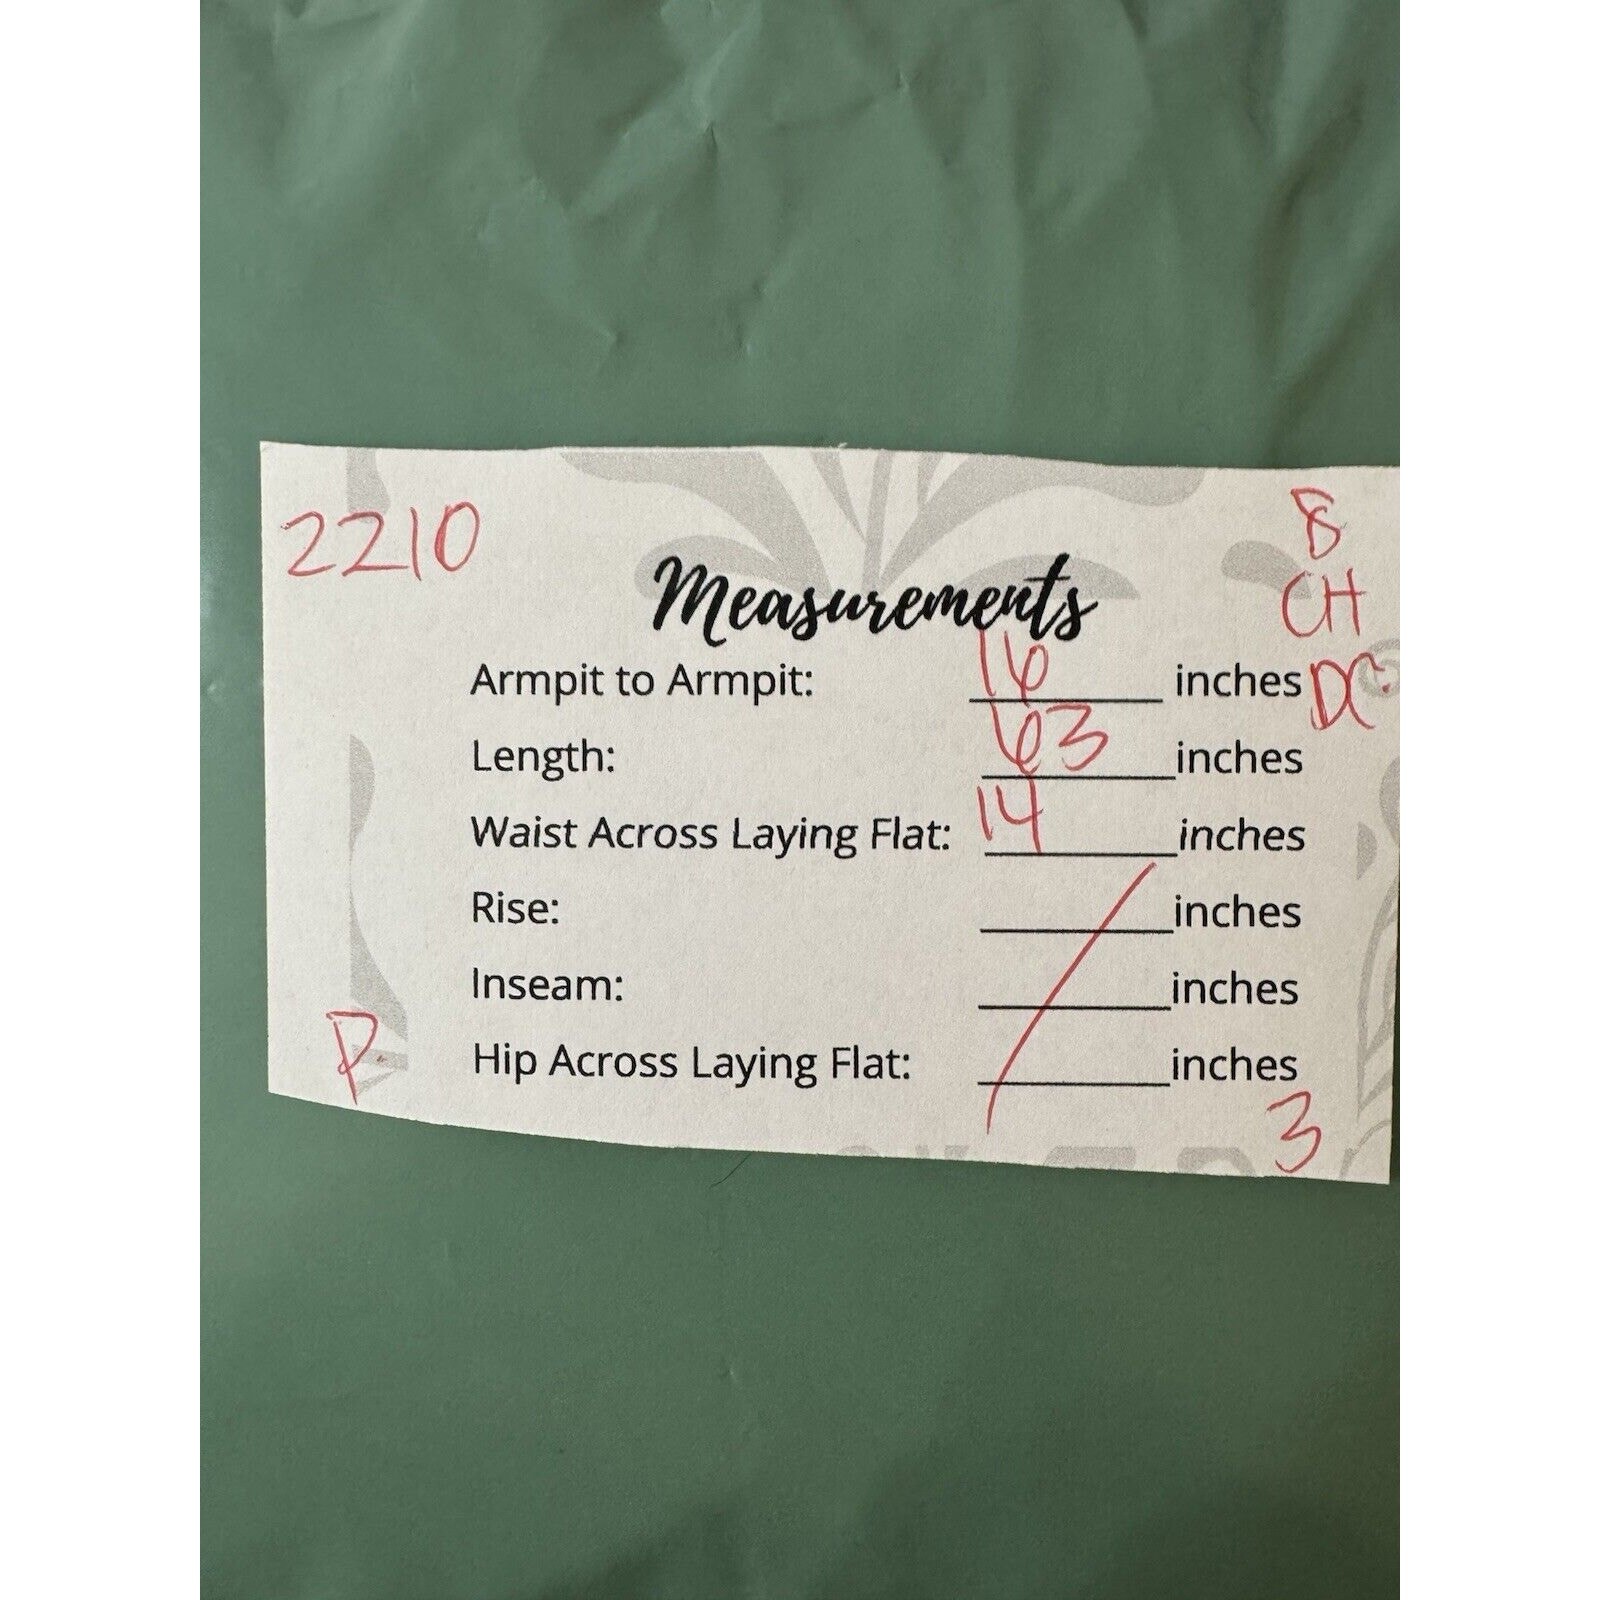 2210
8
CH
Measurements
Armpit to Armpit: 16 inches DC
Length: 63 inches
Waist Across Laying Flat: 14 inches
Rise: inches
Inseam: inches
Hip Across Laying Flat: inches
P.
3